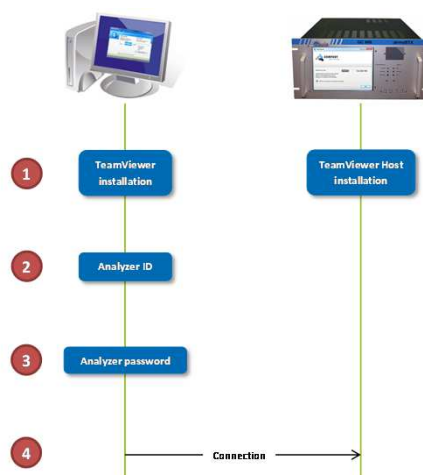 1
TeamViewer
installation
TeamViewer Host
installation
2
Analyzer ID
3
Analyzer password
4
Connection